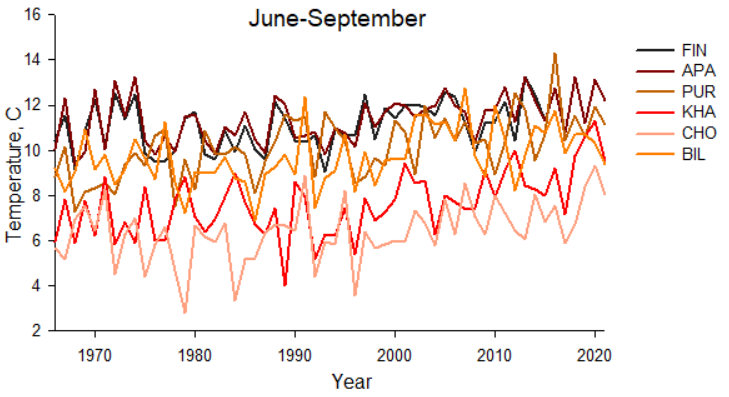 June-September
Temperature, C
16
14
12
10
8
6
4
2
1970 1980 1990 2000 2010 2020
Year
FIN
APA
PUR
KHA
CHO
BIL